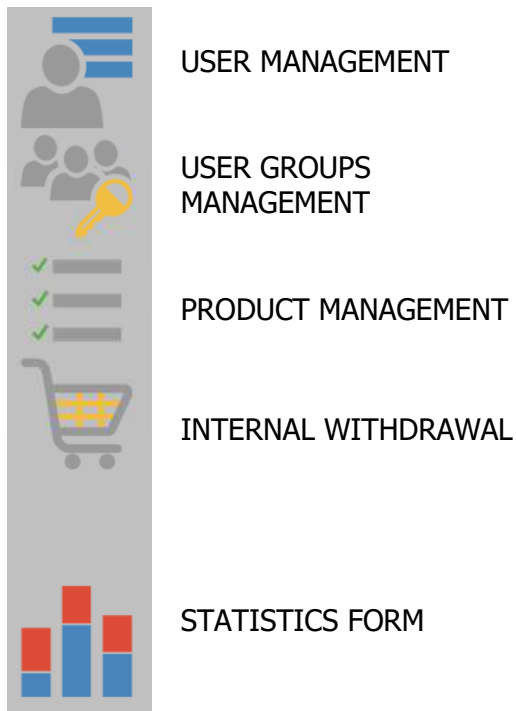 USER MANAGEMENT
USER GROUPS
MANAGEMENT
PRODUCT MANAGEMENT
INTERNAL WITHDRAWAL
STATISTICS FORM